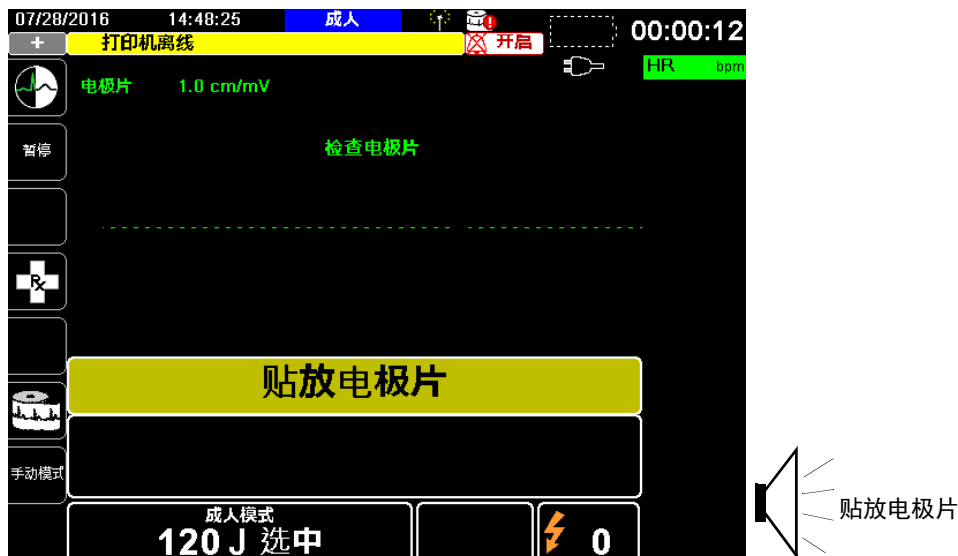 07/28/2016 14:48:25 成人 00:00:12
+ 打印机离线 开启
HR bpm
电极片 1.0 cm/mV
检查电极片
暂停
Rx
贴放电极片
手动模式
贴放电极片
成人模式
120 J 选中 0